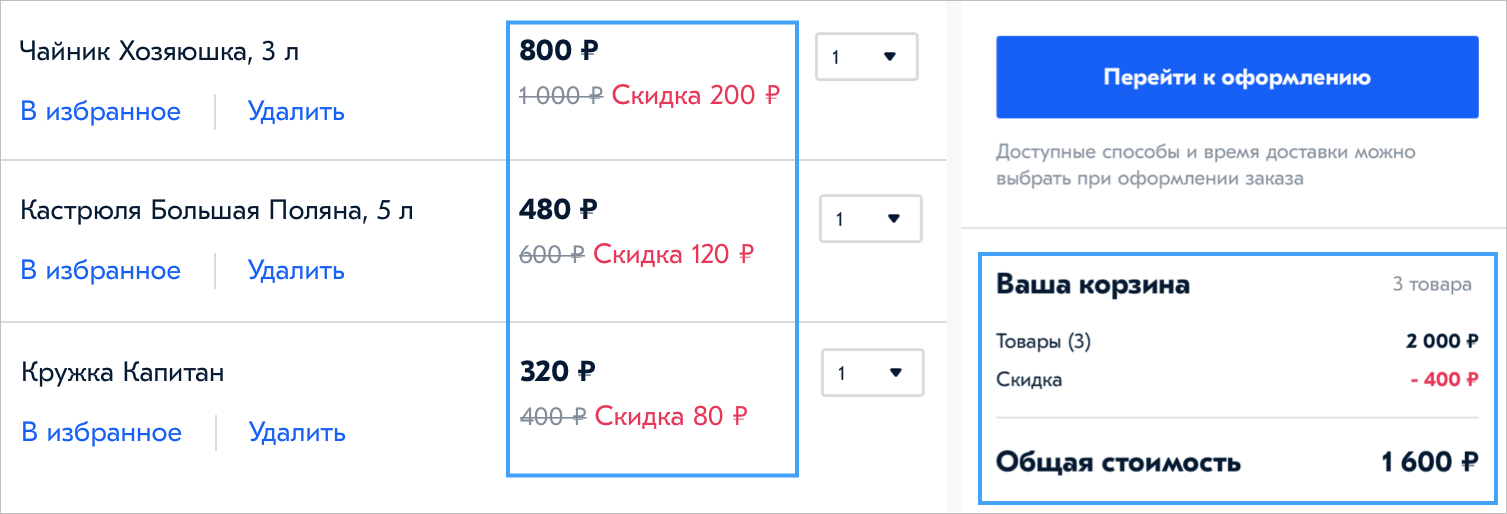 Чайник Хозяюшка, 3 л
800 ₽
1
1 000 ₽ Скидка 200 ₽
В избранное
Удалить
Кастрюля Большая Поляна, 5 л
480 ₽
1
600 ₽ Скидка 120 ₽
В избранное
Удалить
Кружка Капитан
320 ₽
1
400 ₽ Скидка 80 ₽
В избранное
Удалить
Перейти к оформлению
Доступные способы и время доставки можно
выбрать при оформлении заказа
Ваша корзина
3 товара
Товары (3)
2 000 ₽
Скидка
- 400 ₽
Общая стоимость
1 600 ₽